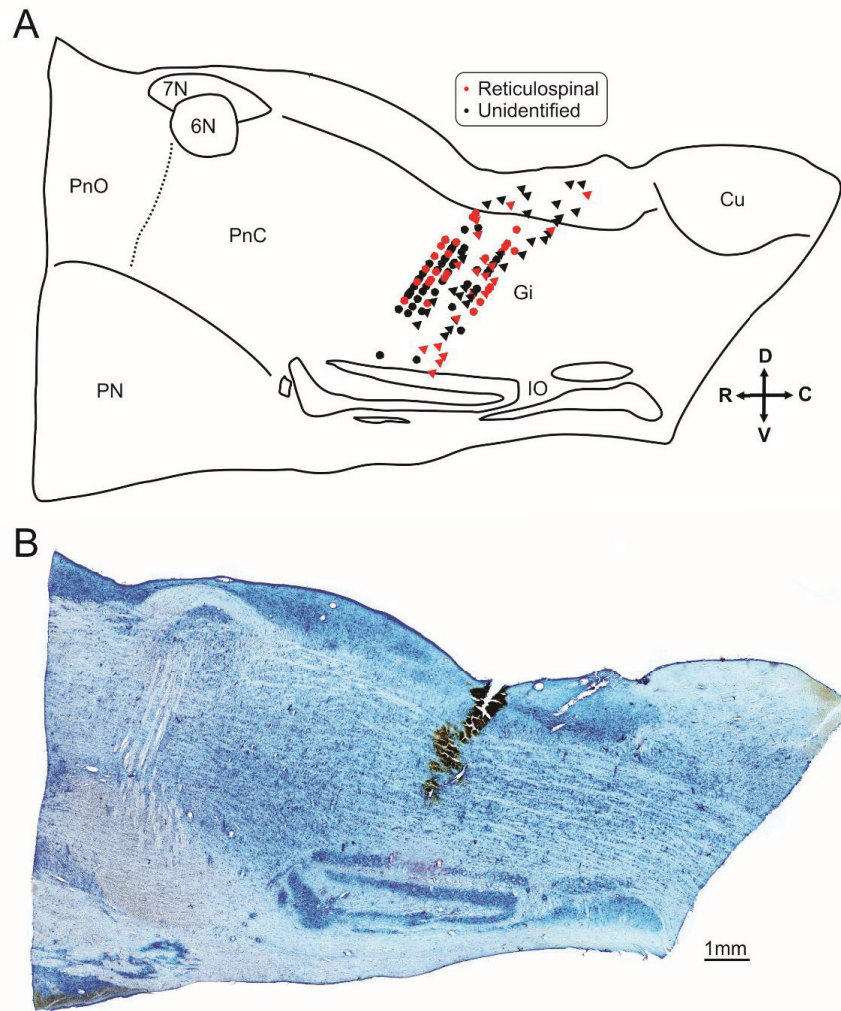 A
Reticulospinal
Unidentified
7N
6N
PnO
PnC
Cu
Gi
PN
IO
D
R C
V
B
1mm